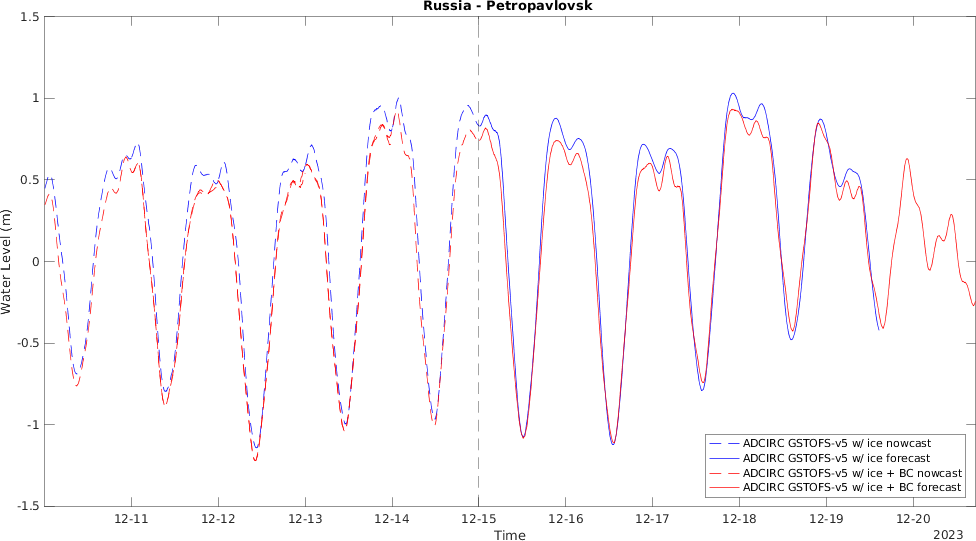 Russia - Petropavlovsk
Water Level (m)
1.5
1
0.5
0
-0.5
-1
-1.5
ADCIRC GSTOFS-v5 w/ ice nowcast
ADCIRC GSTOFS-v5 w/ ice forecast
ADCIRC GSTOFS-v5 w/ ice + BC nowcast
ADCIRC GSTOFS-v5 w/ ice + BC forecast
12-11 12-12 12-13 12-14 12-15 12-16 12-17 12-18 12-19 12-20
Time
2023